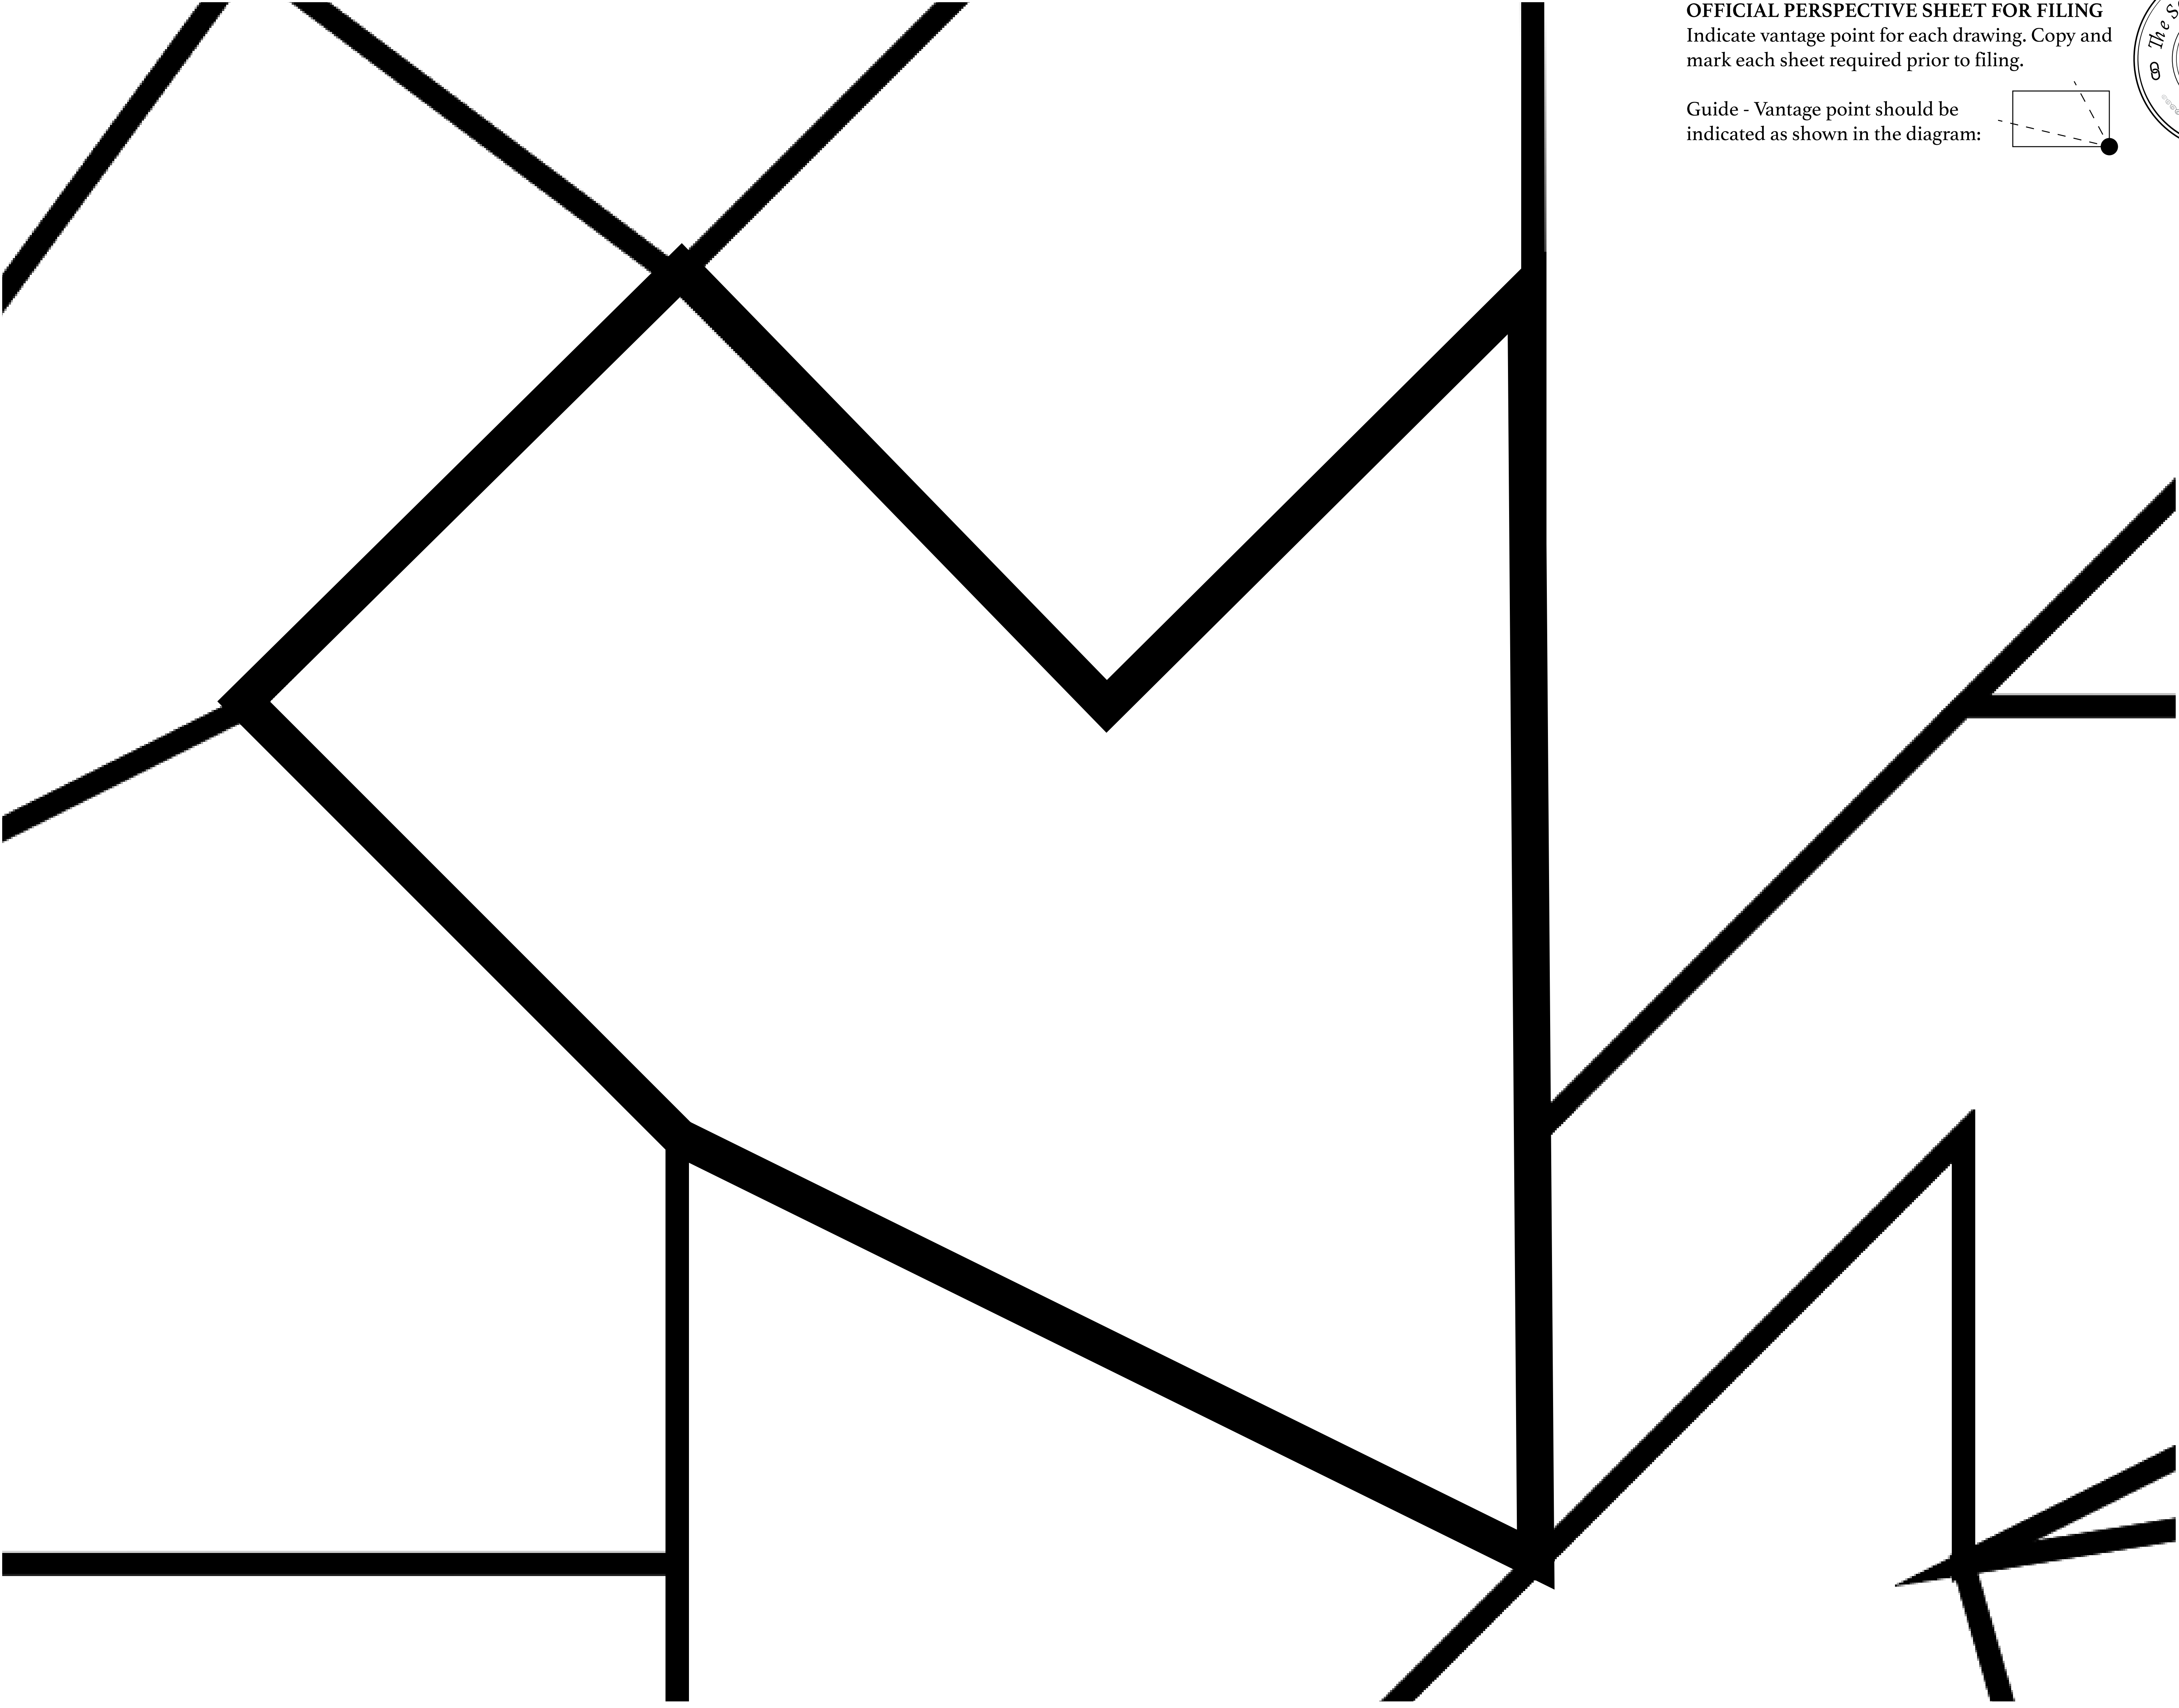 OFFICIAL PERSPECTIVE SHEET FOR FILING
Indicate vantage point for each drawing. Copy and
mark each sheet required prior to filing.
Guide - Vantage point should be
indicated as shown in the diagram:
The